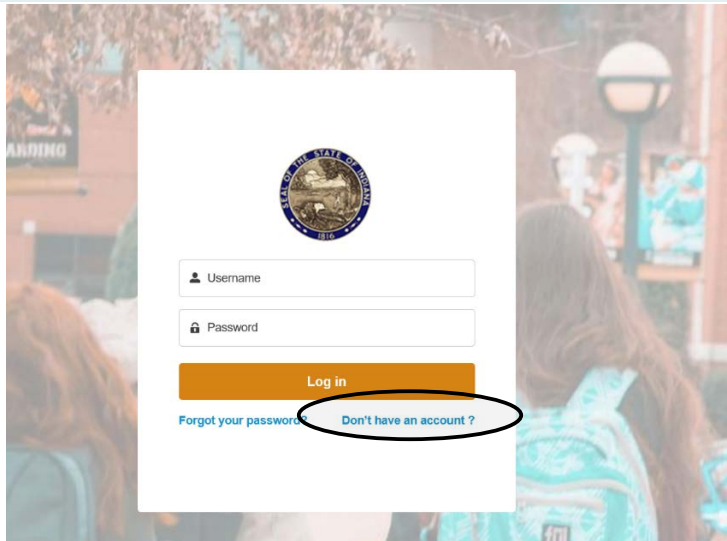 SEAL OF THE STATE OF INDIANA
1816
Username
Password
Log in
Forgot your password?
Don't have an account ?